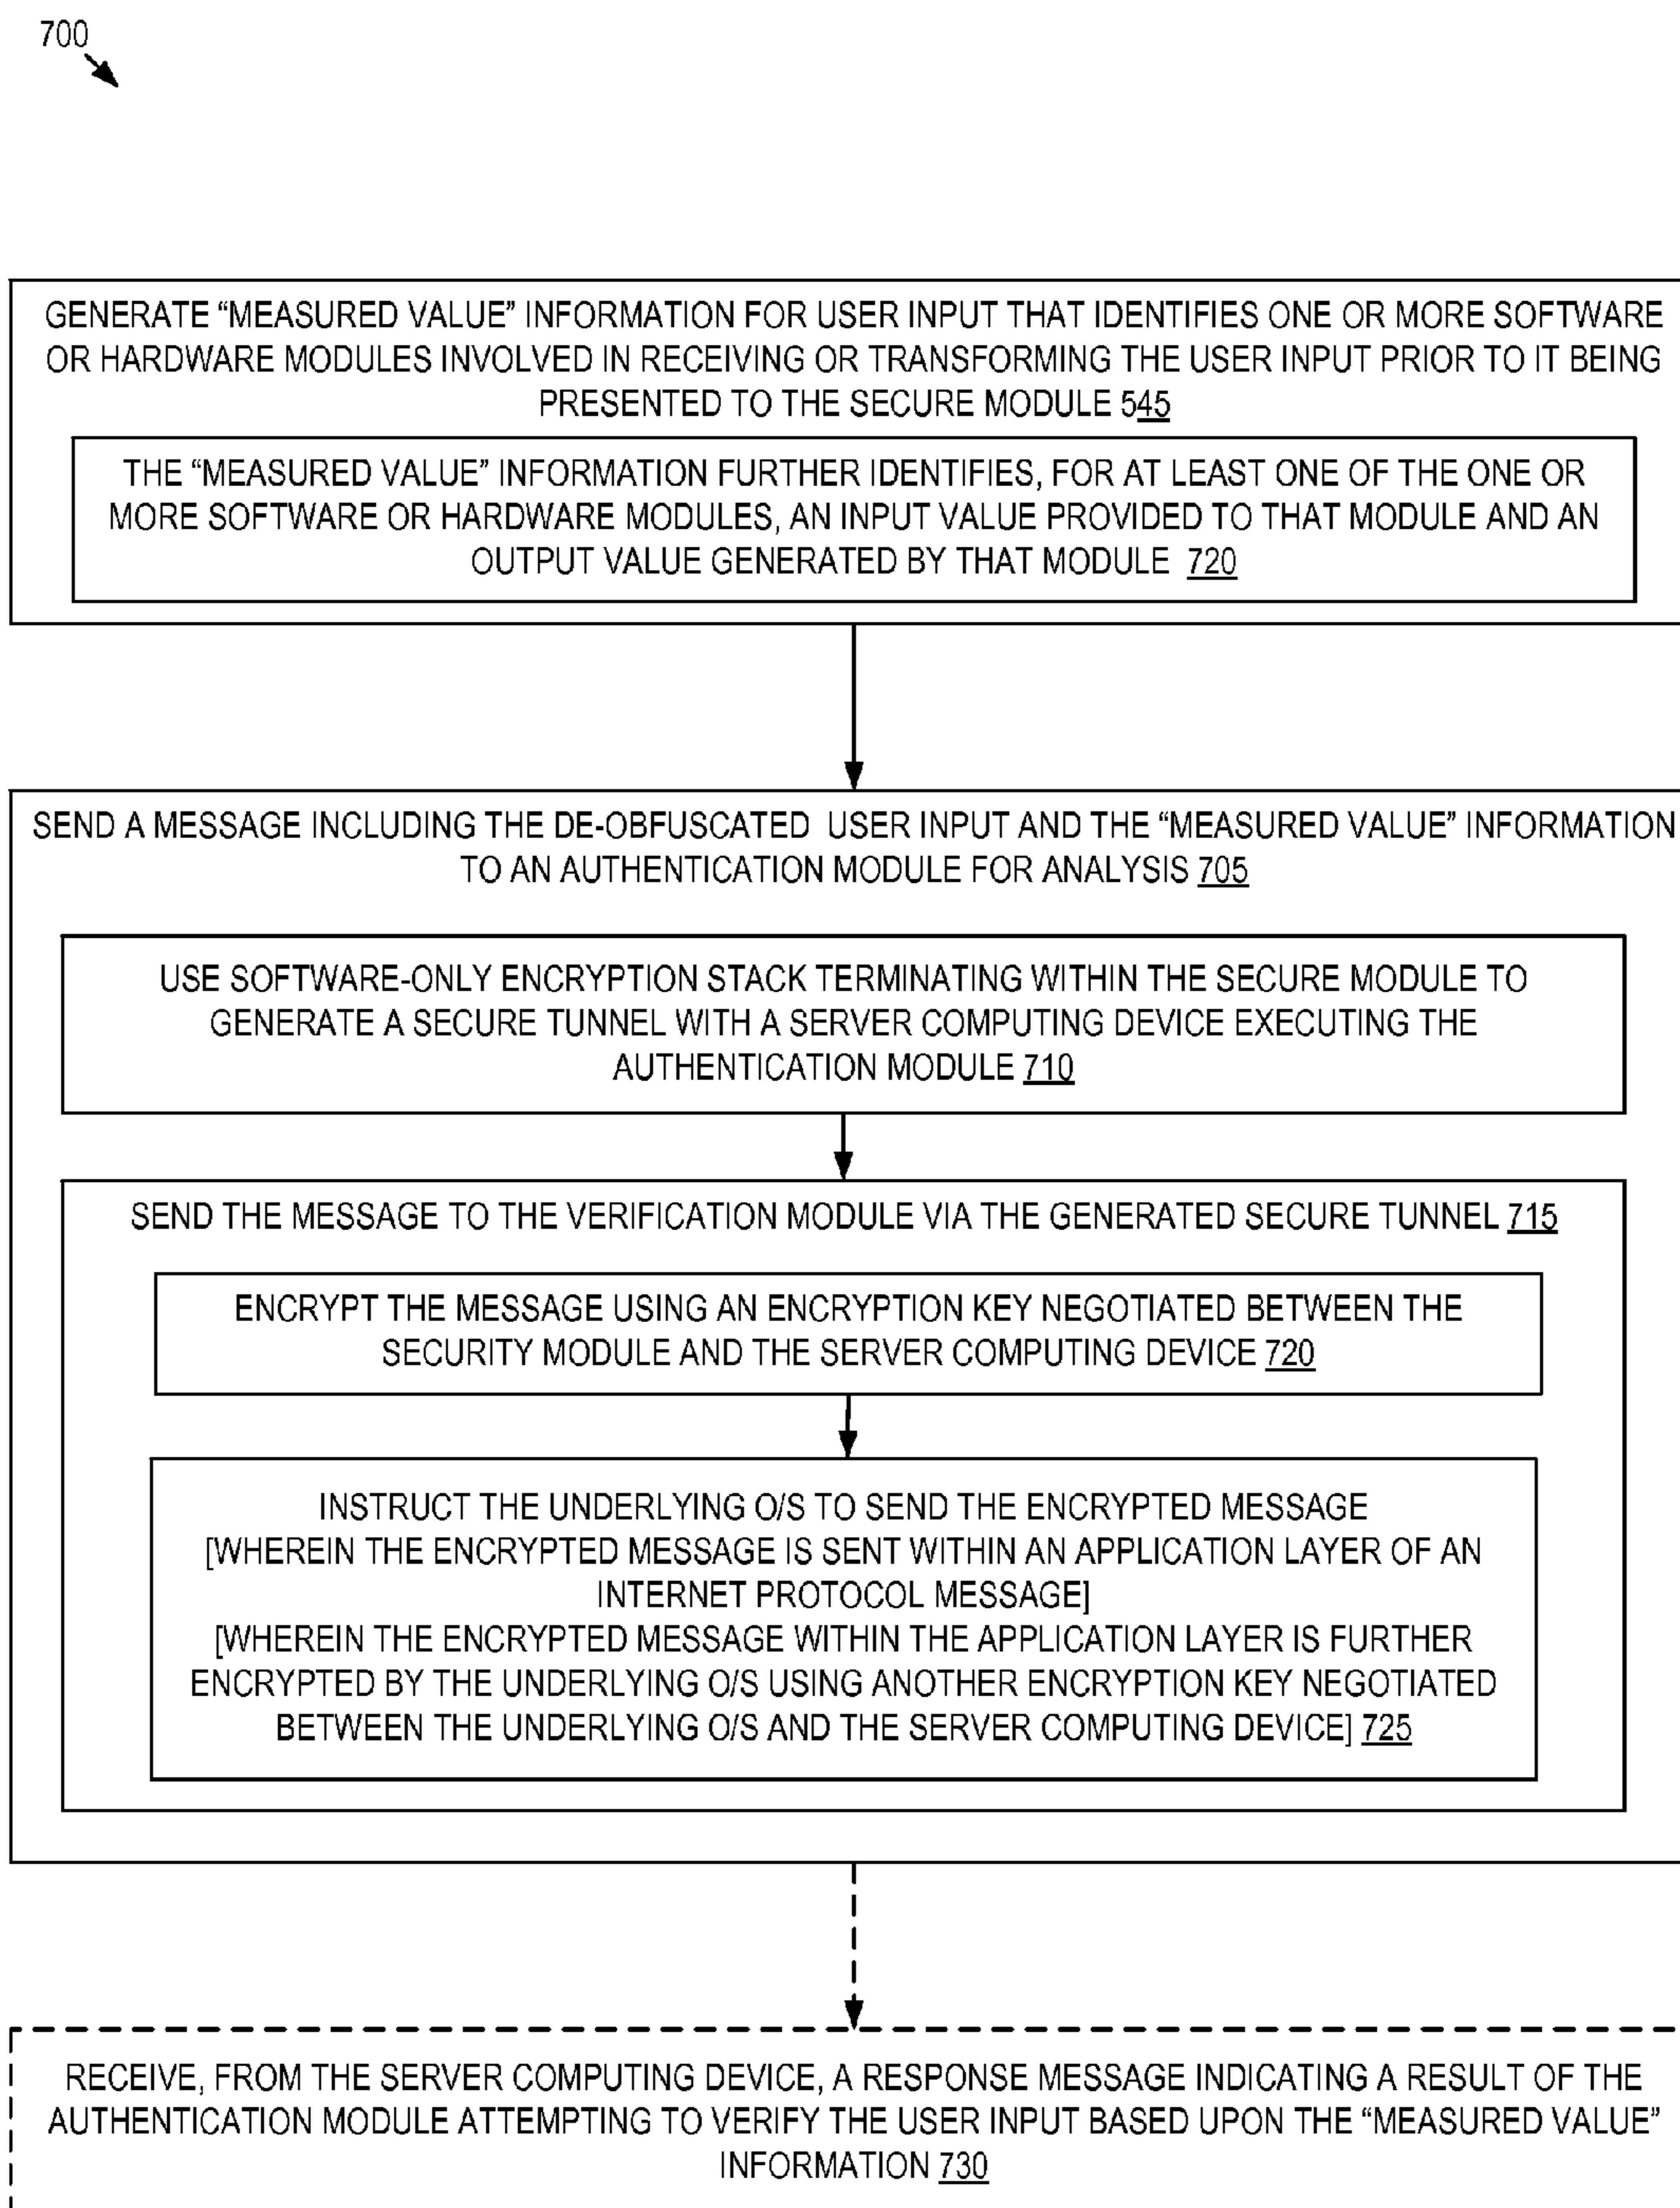 700
GENERATE “MEASURED VALUE” INFORMATION FOR USER INPUT THAT IDENTIFIES ONE OR MORE SOFTWARE
OR HARDWARE MODULES INVOLVED IN RECEIVING OR TRANSFORMING THE USER INPUT PRIOR TO IT BEING
PRESENTED TO THE SECURE MODULE 545
THE “MEASURED VALUE” INFORMATION FURTHER IDENTIFIES, FOR AT LEAST ONE OF THE ONE OR
MORE SOFTWARE OR HARDWARE MODULES, AN INPUT VALUE PROVIDED TO THAT MODULE AND AN
OUTPUT VALUE GENERATED BY THAT MODULE 720
SEND A MESSAGE INCLUDING THE DE-OBFUSCATED USER INPUT AND THE “MEASURED VALUE” INFORMATION
TO AN AUTHENTICATION MODULE FOR ANALYSIS 705
USE SOFTWARE-ONLY ENCRYPTION STACK TERMINATING WITHIN THE SECURE MODULE TO
GENERATE A SECURE TUNNEL WITH A SERVER COMPUTING DEVICE EXECUTING THE
AUTHENTICATION MODULE 710
SEND THE MESSAGE TO THE VERIFICATION MODULE VIA THE GENERATED SECURE TUNNEL 715
ENCRYPT THE MESSAGE USING AN ENCRYPTION KEY NEGOTIATED BETWEEN THE
SECURITY MODULE AND THE SERVER COMPUTING DEVICE 720
INSTRUCT THE UNDERLYING O/S TO SEND THE ENCRYPTED MESSAGE
[WHEREIN THE ENCRYPTED MESSAGE IS SENT WITHIN AN APPLICATION LAYER OF AN
INTERNET PROTOCOL MESSAGE]
[WHEREIN THE ENCRYPTED MESSAGE WITHIN THE APPLICATION LAYER IS FURTHER
ENCRYPTED BY THE UNDERLYING O/S USING ANOTHER ENCRYPTION KEY NEGOTIATED
BETWEEN THE UNDERLYING O/S AND THE SERVER COMPUTING DEVICE] 725
RECEIVE, FROM THE SERVER COMPUTING DEVICE, A RESPONSE MESSAGE INDICATING A RESULT OF THE
AUTHENTICATION MODULE ATTEMPTING TO VERIFY THE USER INPUT BASED UPON THE “MEASURED VALUE”
INFORMATION 730